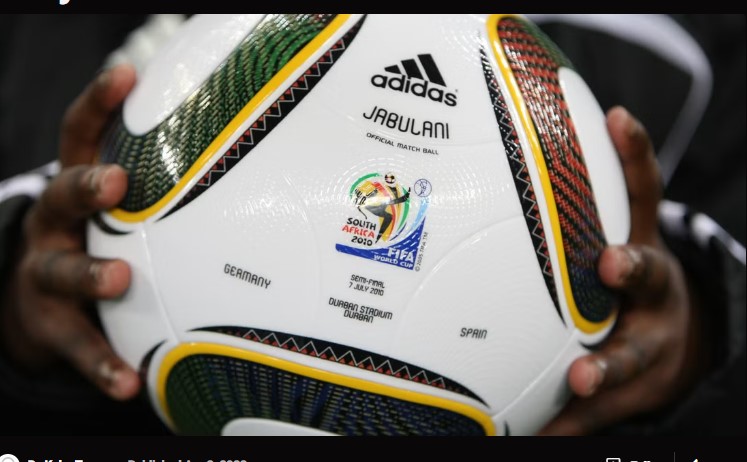 adidas
JABULANI
OFFICIAL MATCH BALL
SOUTH
AFRICA
2010
FIFA
WORLD CUP
GERMANY
SEMI-FINAL
7 JULY 2010
DURBAN STADIUM
DURBAN
SPAIN